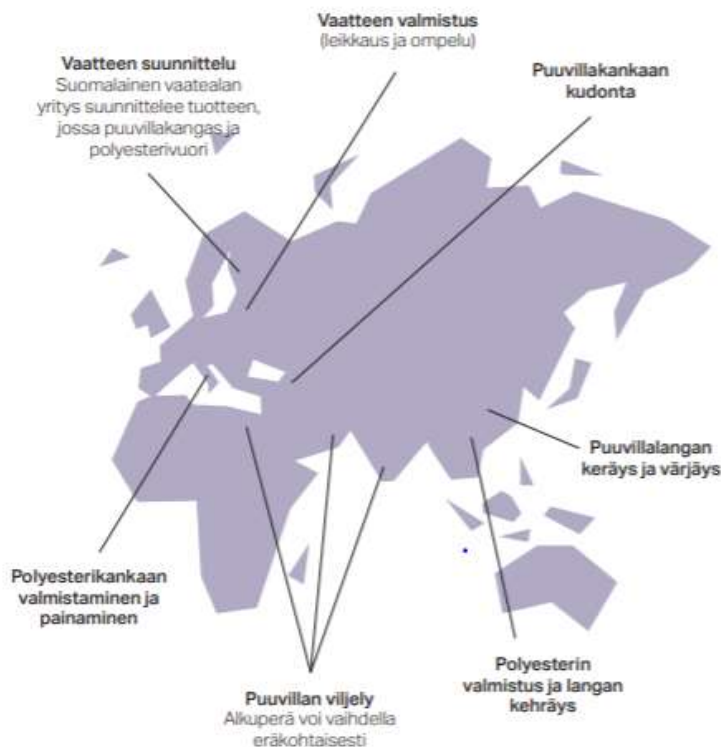 Vaatteen valmistus
(leikkaus ja ompelu)
Vaatteen suunnittelu
Suomalainen vaatealan
yritys suunnittelee tuotteen,
jossa puuvillakangas ja
polyesterivuori
Puuvillakankaan
kudonta
Puuvillalangan
keräys ja värjäys
Polyesterikankaan
valmistaminen ja
painaminen
Polyesterin
valmistus ja langan
kehräys
Puuvillan viljely
Alkuperä voi vaihdella
eräkohtaisesti